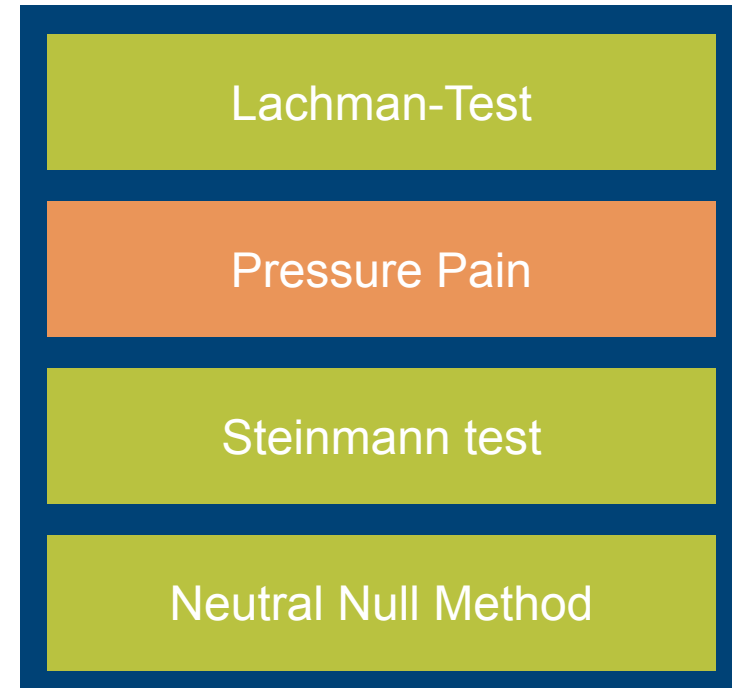 Lachman-Test
Pressure Pain
Steinmann test
Neutral Null Method